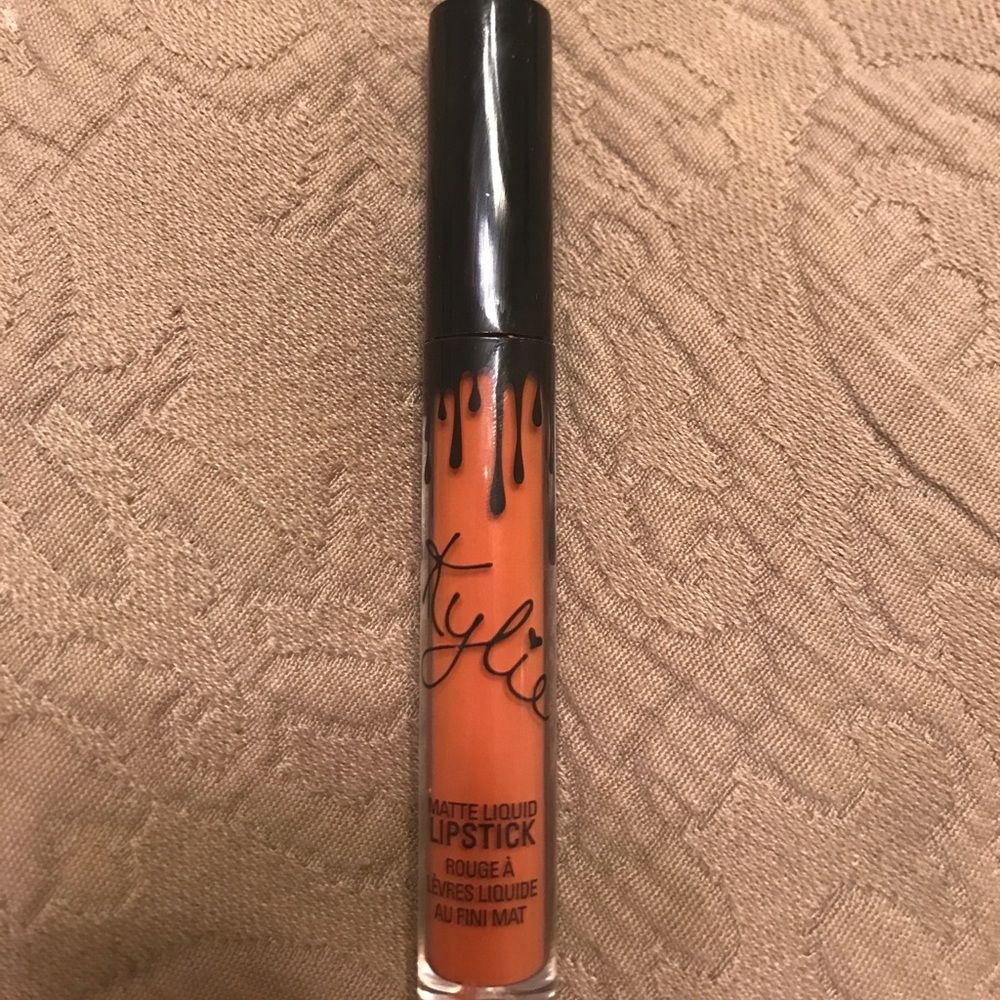 Kylie
MATTE LIQUID
LIPSTICK
ROUGE À
LÈVRES LIQUIDE
AU FINI MAT